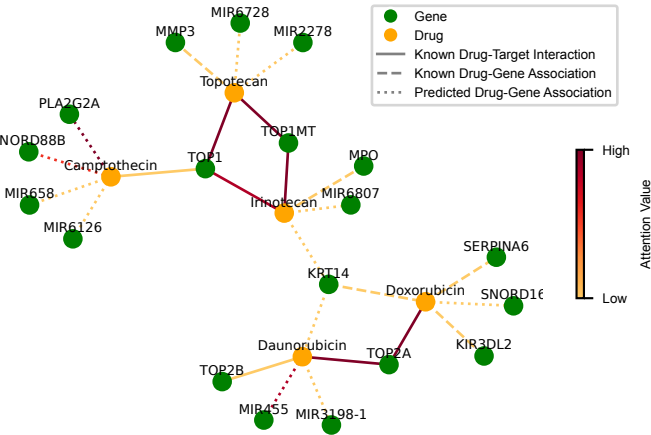 MIR6728
MMP3
MIR2278
Gene
Drug
Known Drug-Target Interaction
Known Drug-Gene Association
Predicted Drug-Gene Association
Topotecan
PLA2G2A
TOP1MT
NORD88B
Camptothecin
TOP1
MPO
High
MIR658
Irinotecan
MIR6807
MIR6126
Attention Value
SERPINA6
KRT14
Doxorubicin
SNORD16
Low
Daunorubicin
TOP2A
KIR3DL2
TOP2B
MIR455
MIR3198-1